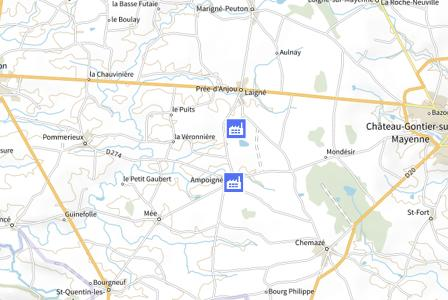 la Basse Futaie
Marigné-Peuton
La Roche-Neuville
le Boulay
Aulnay
la Chauvinière
Prée-d'Anjou
Laigné
le Puits
Bazo
Château-Gontier-su
Mayenne
Pommerieux
la Véronnière
D274
Mondésir
D20
le Petit Gaubert
Ampoigné
Guinefolle
Mée
St-Fort
Chemazé
Bourgneuf
St-Quentin-les-
Bourg Philippe